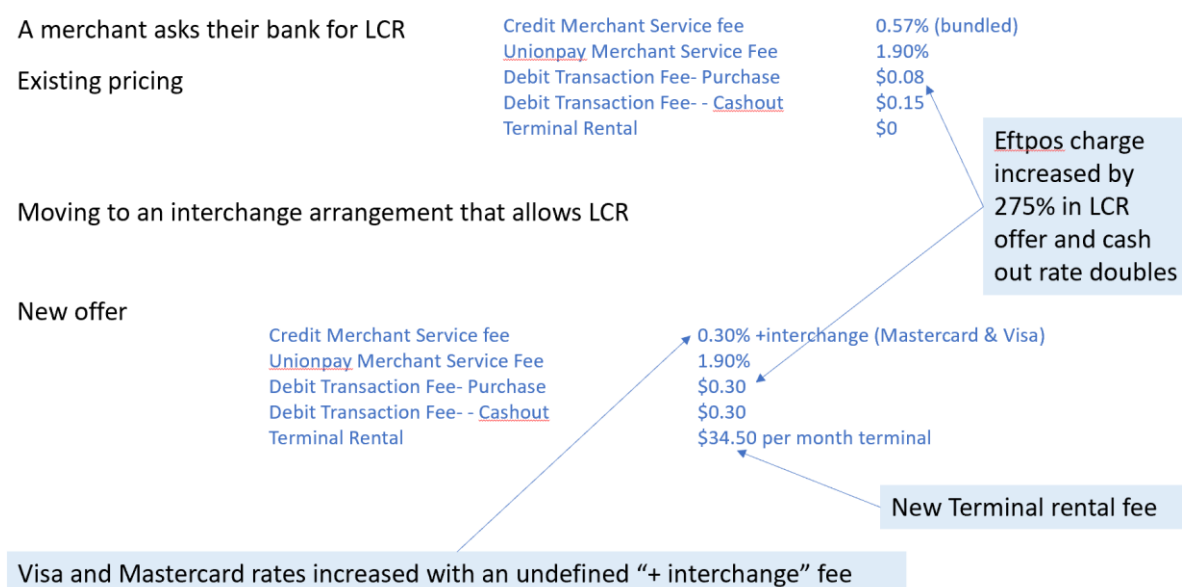 A merchant asks their bank for LCR
Existing pricing
Credit Merchant Service fee 0.57% (bundled)
Unionpay Merchant Service Fee 1.90%
Debit Transaction Fee- Purchase $0.08
Debit Transaction Fee- - Cashout $0.15
Terminal Rental $0
Eftpos charge
increased by
275% in LCR
offer and cash
out rate doubles
Moving to an interchange arrangement that allows LCR
New offer
Credit Merchant Service fee 0.30% +interchange (Mastercard & Visa)
Unionpay Merchant Service Fee 1.90%
Debit Transaction Fee- Purchase $0.30
Debit Transaction Fee- - Cashout $0.30
Terminal Rental $34.50 per month terminal
New Terminal rental fee
Visa and Mastercard rates increased with an undefined “+ interchange” fee